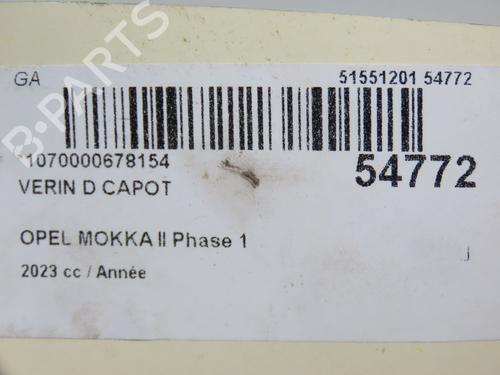 GA 51551201 54772
B-PARTS
*1070000678154 54772
VERIN D CAPOT
OPEL MOKKA II Phase 1
2023 cc / Année